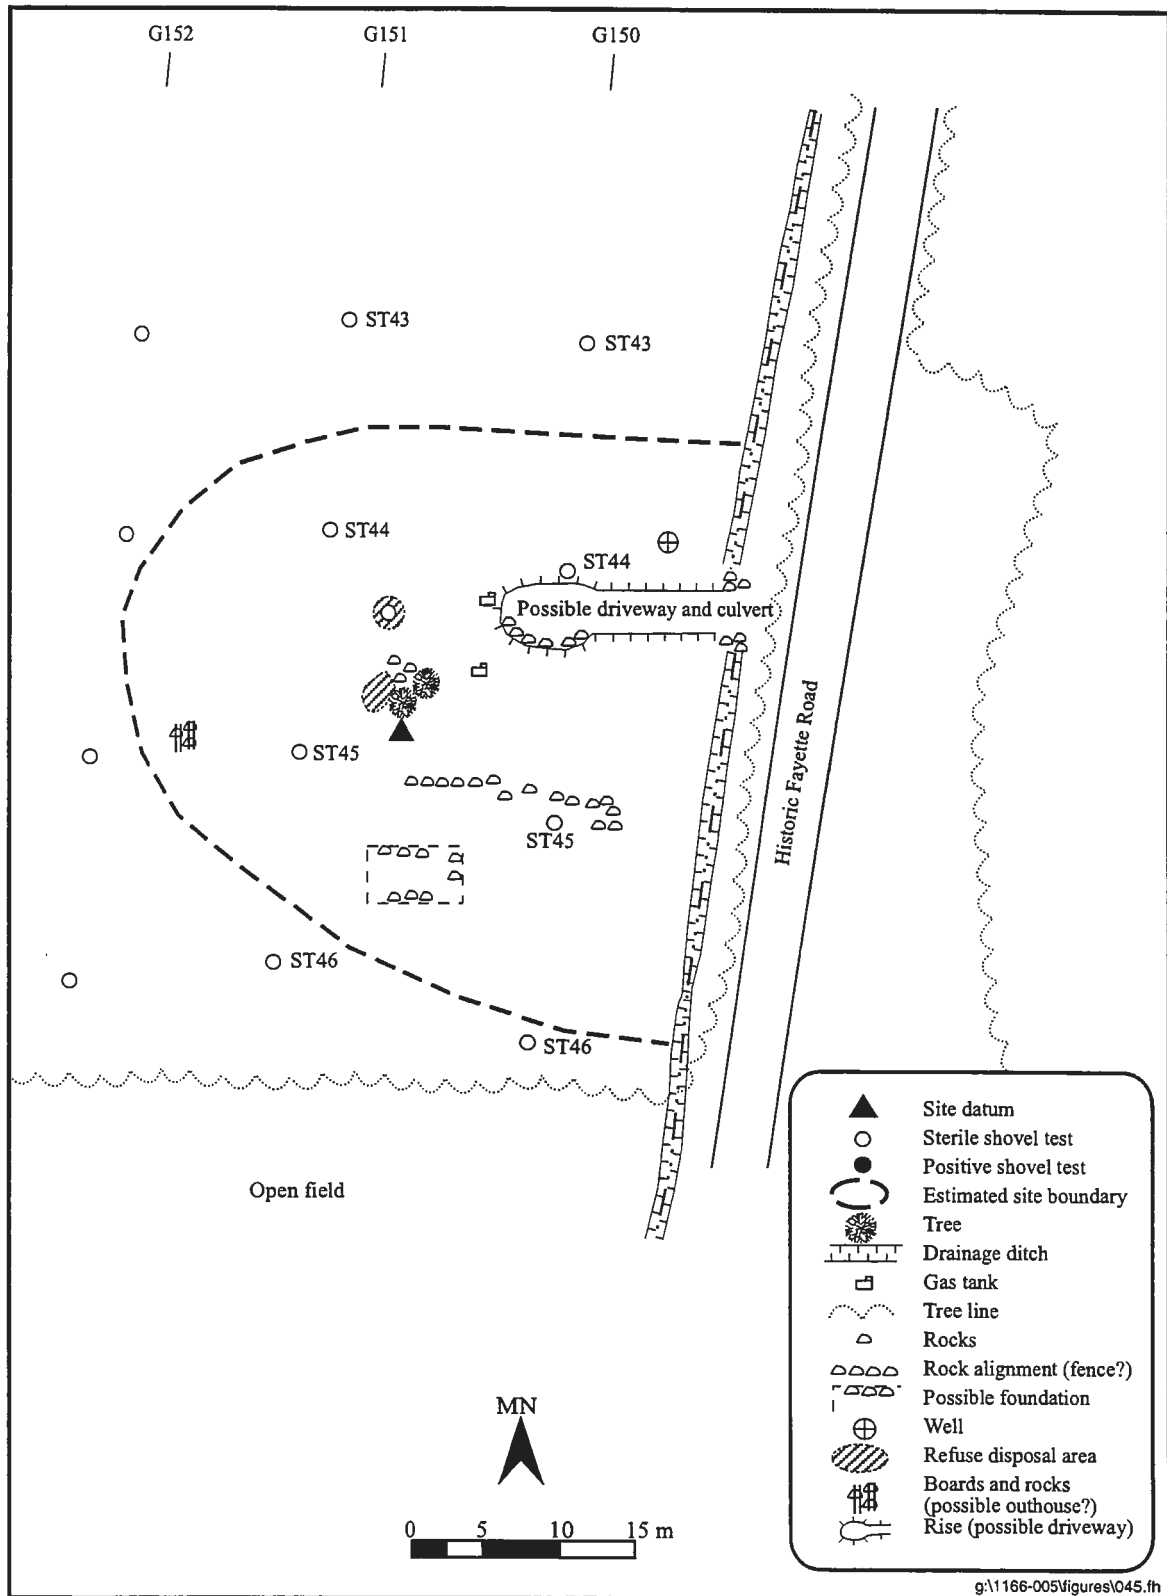 G152 G151 G150
ST43
ST43
ST44
ST44
Possible driveway and culvert
Historic Fayette Road
ST45
ST45
ST46
ST46
Open field
MN
0 5 10 15 m
Site datum
Sterile shovel test
Positive shovel test
Estimated site boundary
Tree
Drainage ditch
Gas tank
Tree line
Rocks
Rock alignment (fence?)
Possible foundation
Well
Refuse disposal area
Boards and rocks
(possible outhouse?)
Rise (possible driveway)
g:\1166-005\figures\045.fh